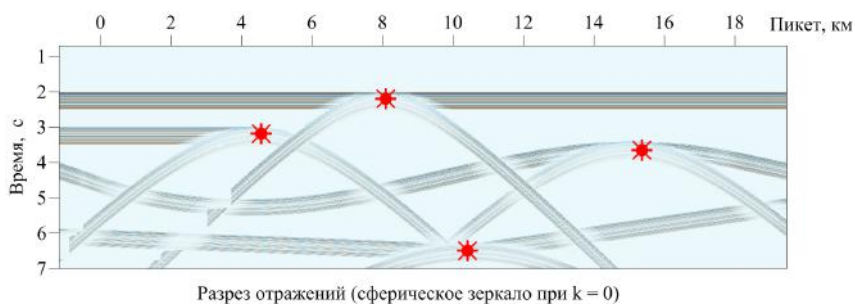 0 2 4 6 8 10 12 14 16 18 Пикет, км
1
2
3
4
5
6
7
Время, с
Разрез отражений (сферическое зеркало при k = 0)